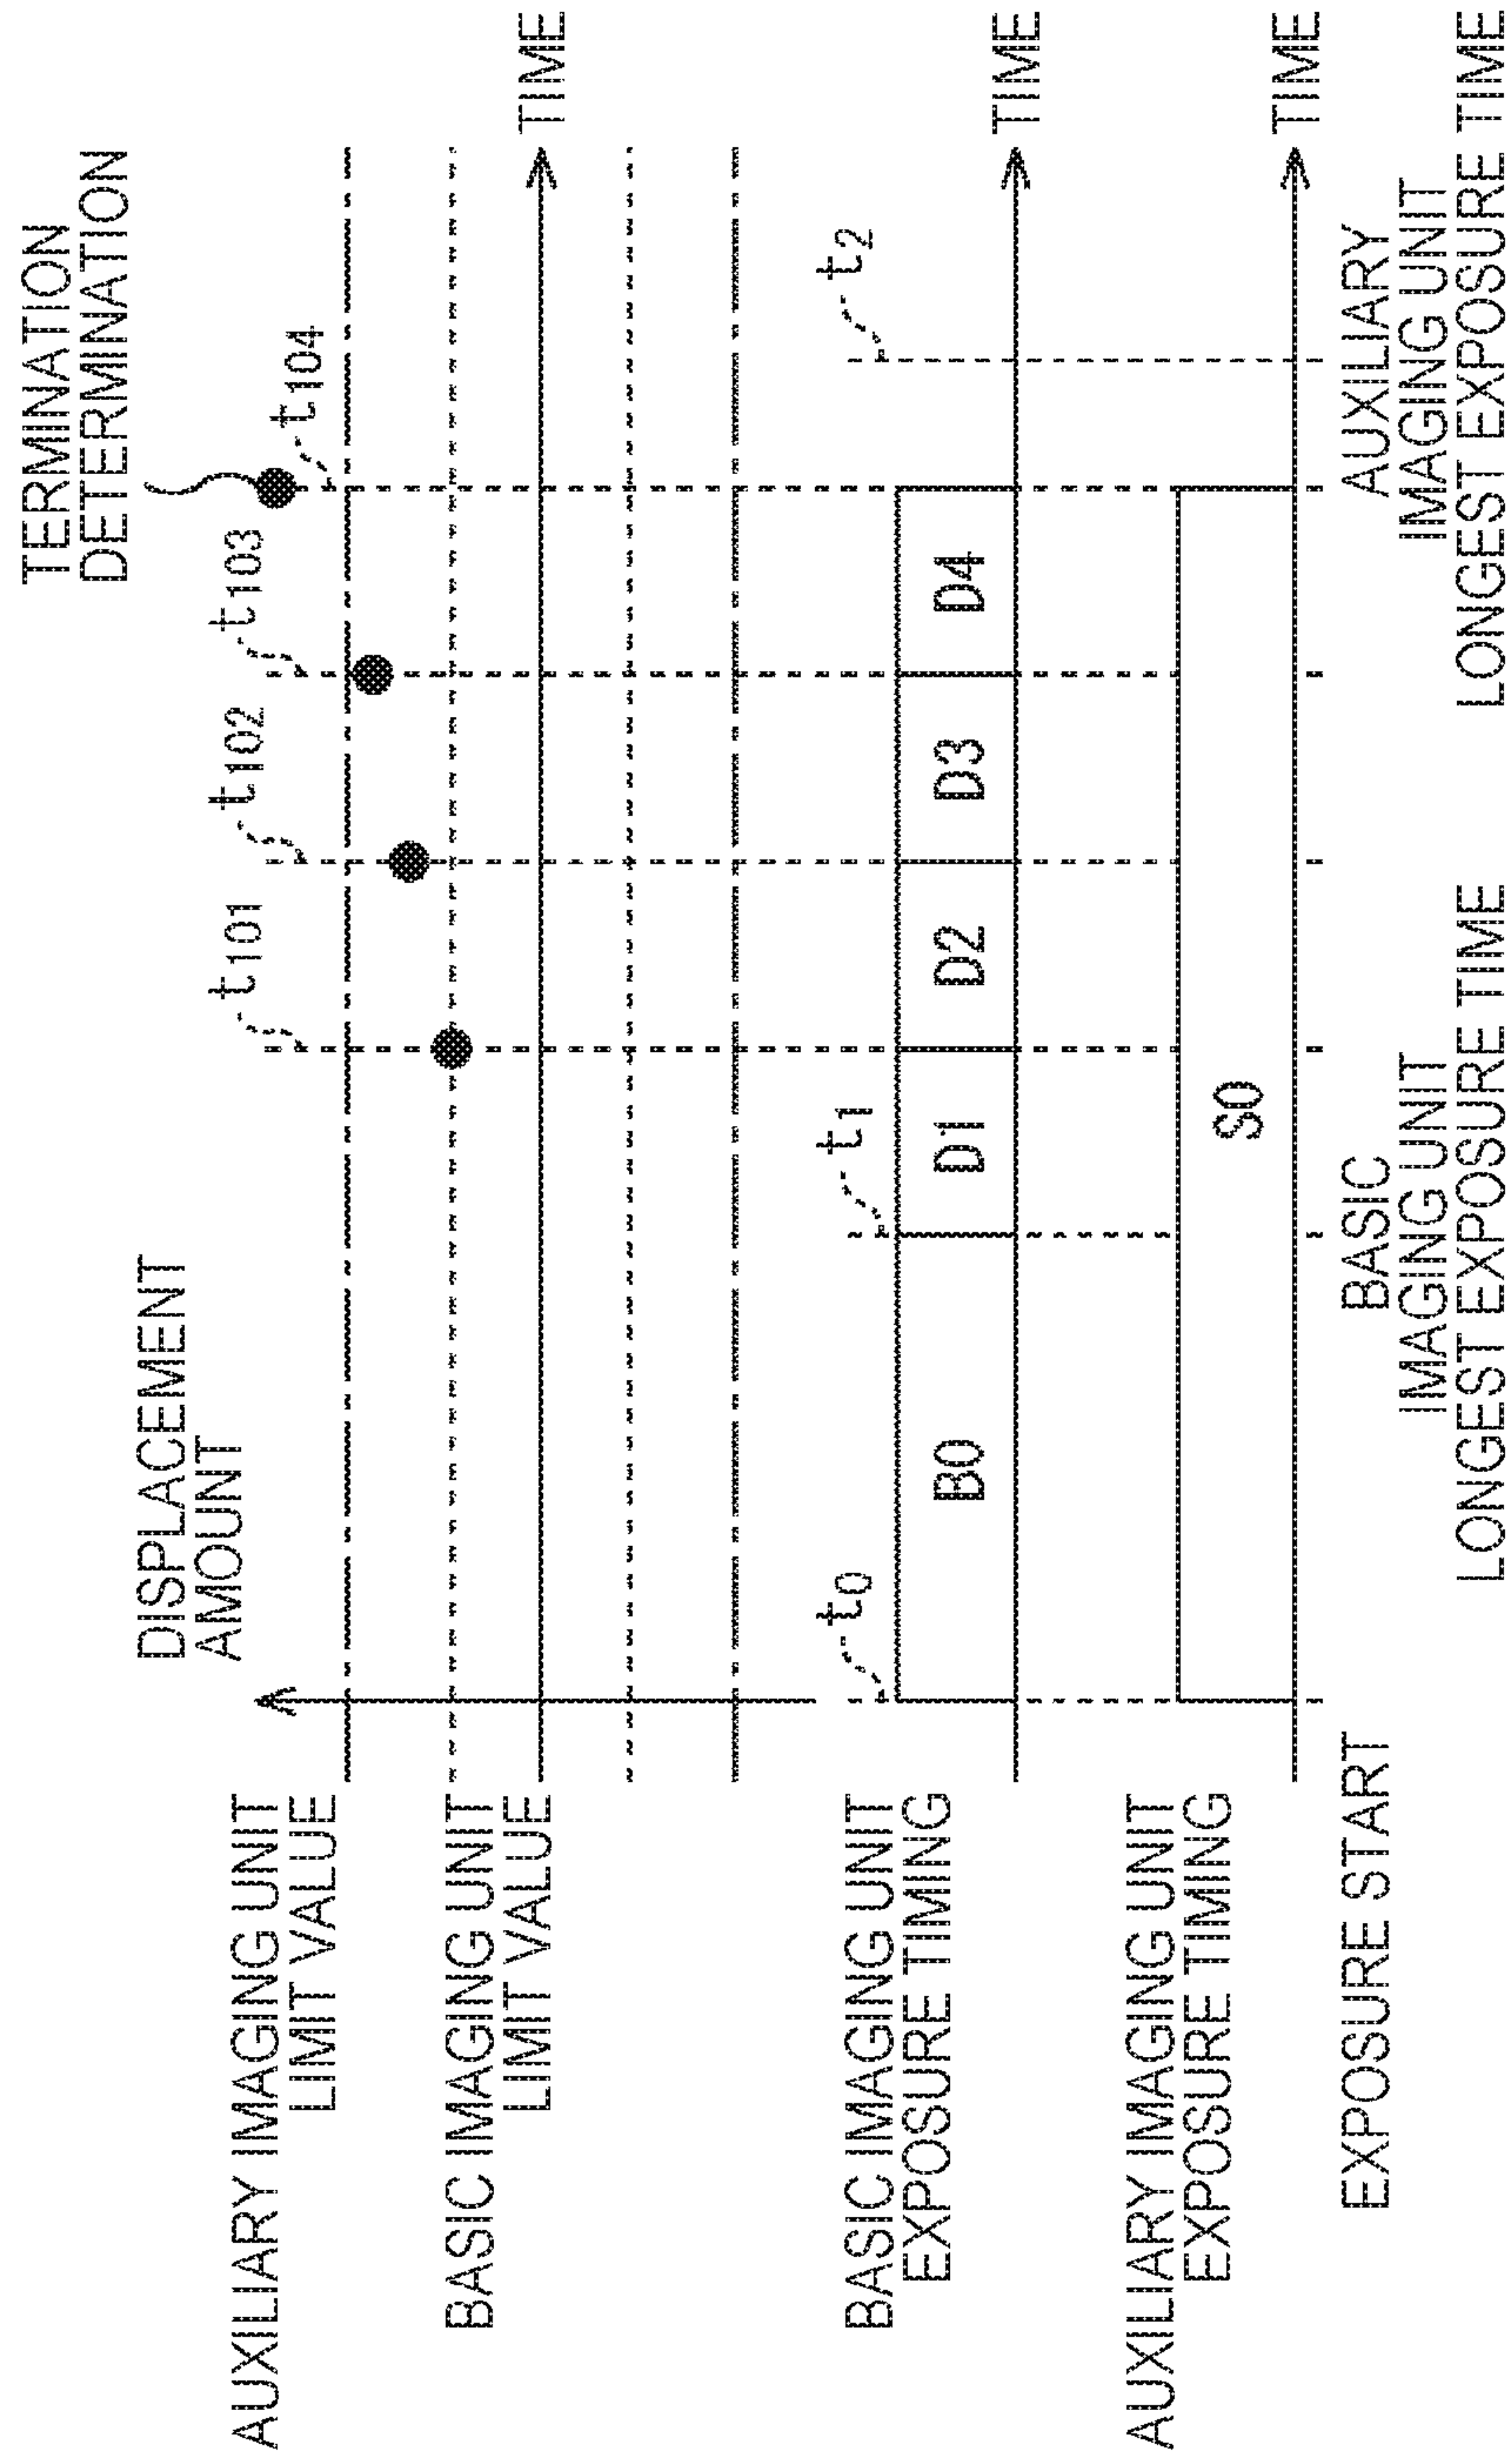 TERMINATION
DETERMINATION
DISPLACEMENT
AMOUNT
t101
t102
t103
t104
AUXILIARY IMAGING UNIT
LIMIT VALUE
BASIC IMAGING UNIT
LIMIT VALUE
TIME
t0
t1
t2
BASIC IMAGING UNIT
EXPOSURE TIMING
B0
D1
D2
D3
D4
TIME
AUXILIARY IMAGING UNIT
EXPOSURE TIMING
S0
TIME
EXPOSURE START
BASIC
IMAGING UNIT
LONGEST EXPOSURE TIME
AUXILIARY
IMAGING UNIT
LONGEST EXPOSURE TIME